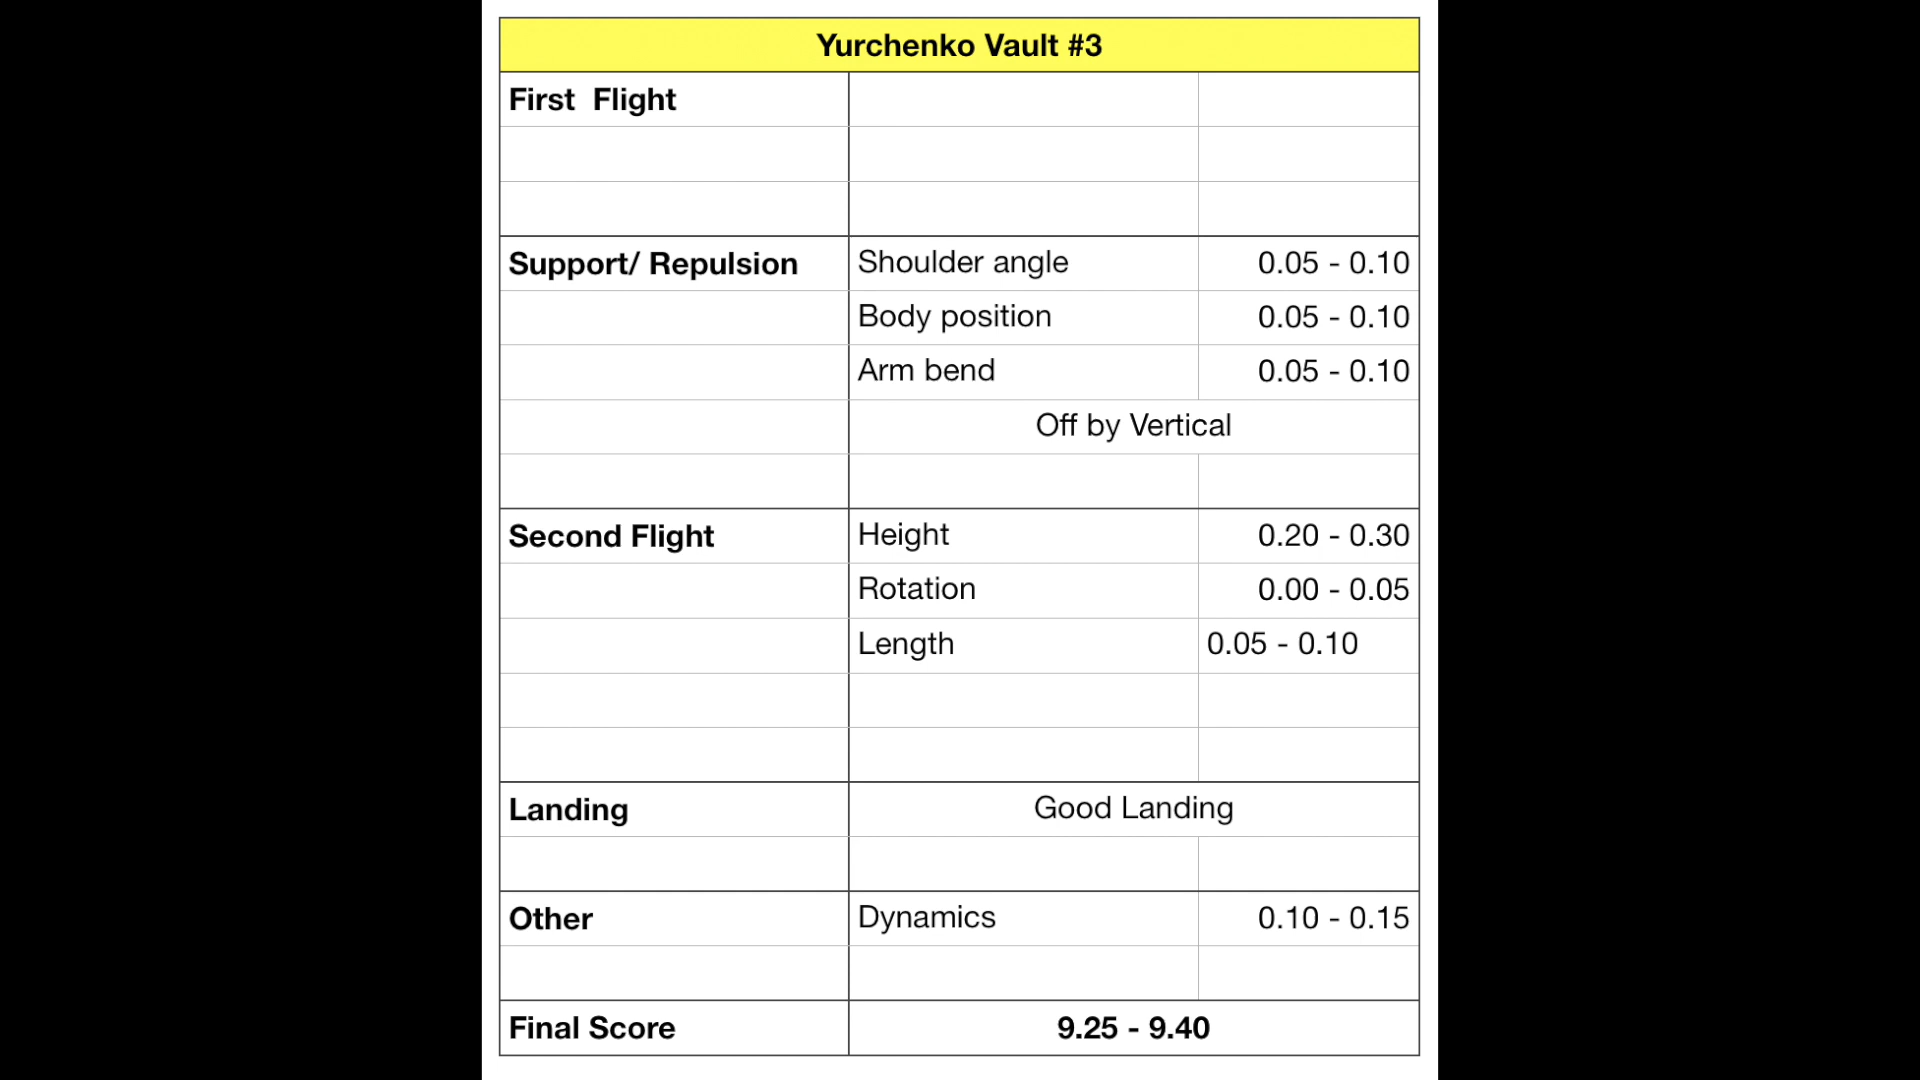 Yurchenko Vault #3
First Flight
Support/ Repulsion Shoulder angle 0.05 - 0.10
Body position 0.05 - 0.10
Arm bend 0.05 - 0.10
Off by Vertical
Second Flight Height 0.20 - 0.30
Rotation 0.00 - 0.05
Length 0.05 - 0.10
Landing Good Landing
Other Dynamics 0.10 - 0.15
Final Score 9.25 - 9.40